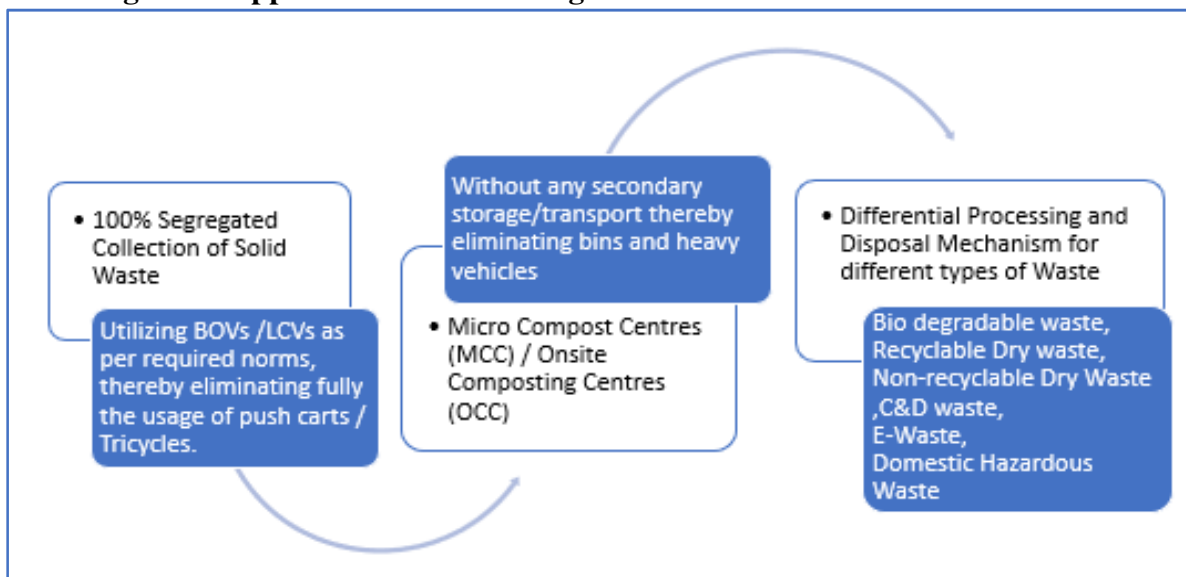 • 100% Segregated
Collection of Solid
Waste
Utilizing BOVs /LCVs as
per required norms,
thereby eliminating fully
the usage of push carts /
Tricycles.
Without any secondary
storage/transport thereby
eliminating bins and heavy
vehicles
• Micro Compost Centres
(MCC) / Onsite
Composting Centres
(OCC)
• Differential Processing and
Disposal Mechanism for
different types of Waste
Bio degradable waste,
Recyclable Dry waste,
Non-recyclable Dry Waste
,C&D waste,
E-Waste,
Domestic Hazardous
Waste